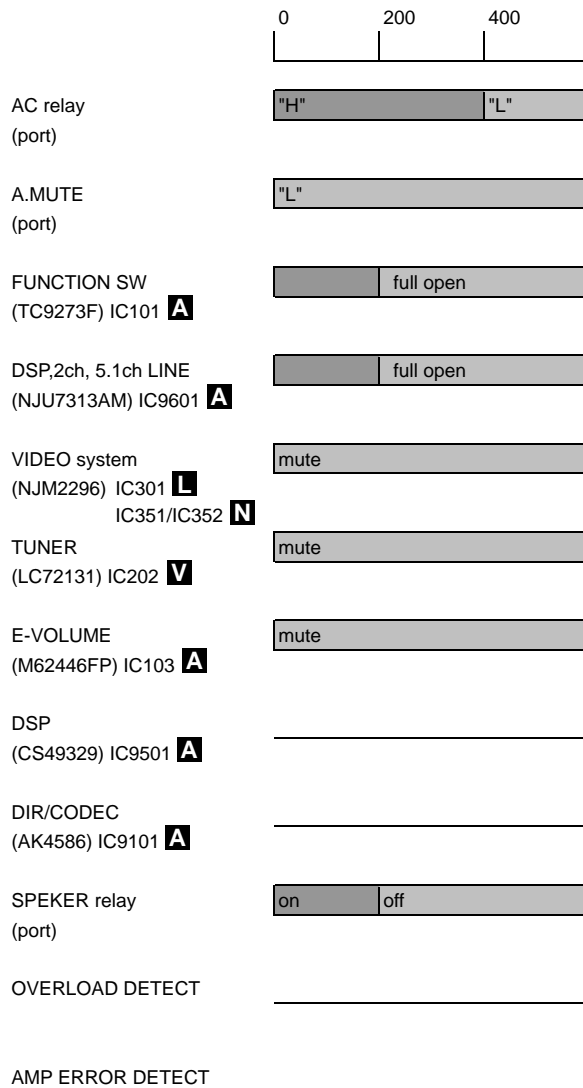 0 200 400
AC relay "H" "L"
(port)
A.MUTE "L"
(port)
FUNCTION SW full open
(TC9273F) IC101 A
DSP,2ch, 5.1ch LINE full open
(NJU7313AM) IC9601 A
VIDEO system mute
(NJM2296) IC301 L
IC351/IC352 N
TUNER mute
(LC72131) IC202 V
E-VOLUME mute
(M62446FP) IC103 A
DSP
(CS49329) IC9501 A
DIR/CODEC
(AK4586) IC9101 A
SPEKER relay on off
(port)
OVERLOAD DETECT
AMP ERROR DETECT